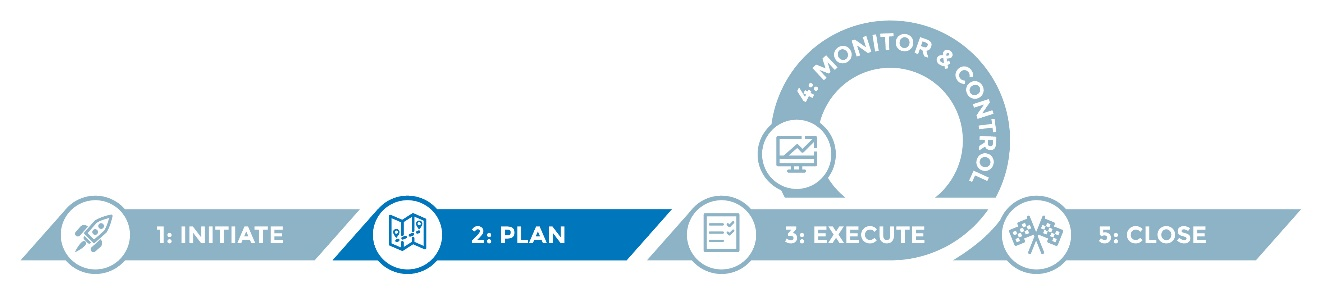 1: INITIATE
2: PLAN
3: EXECUTE
4: MONITOR & CONTROL
5: CLOSE